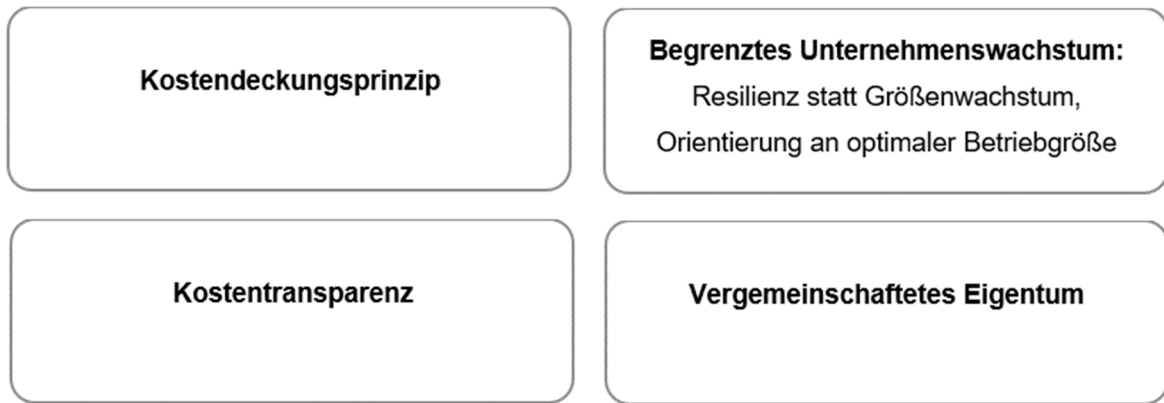 Kostendeckungsprinzip
Begrenztes Unternehmenswachstum:
Resilienz statt Größenwachstum,
Orientierung an optimaler Betriebgröße
Kostentransparenz
Vergemeinschaftetes Eigentum